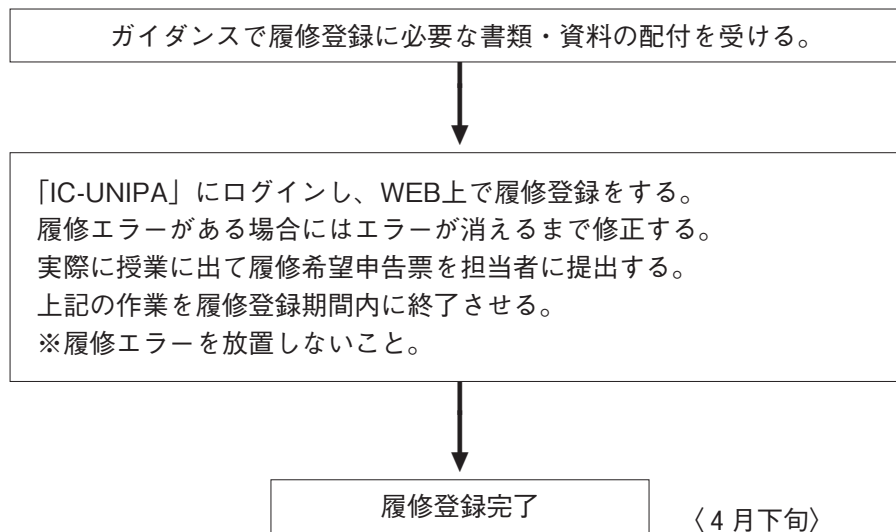 ガイダンスで履修登録に必要な書類・資料の配付を受ける。
「IC-UNIPA」にログインし、WEB上で履修登録をする。
履修エラーがある場合にはエラーが消えるまで修正する。
実際に授業に出て履修希望申告票を担当者に提出する。
上記の作業を履修登録期間内に終了させる。
※履修エラーを放置しないこと。
履修登録完了
〈4月下旬〉